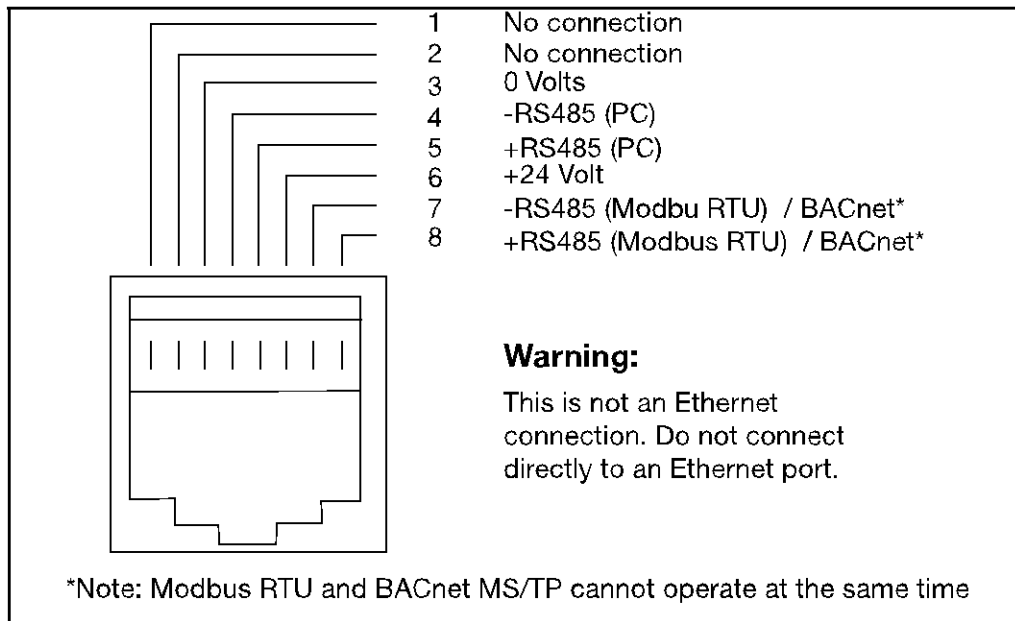 1 No connection
2 No connection
3 0 Volts
4 -RS485 (PC)
5 +RS485 (PC)
6 +24 Volt
7 -RS485 (Modbu RTU) / BACnet*
8 +RS485 (Modbus RTU) / BACnet*
Warning:
This is not an Ethernet
connection. Do not connect
directly to an Ethernet port.
*Note: Modbus RTU and BACnet MS/TP cannot operate at the same time